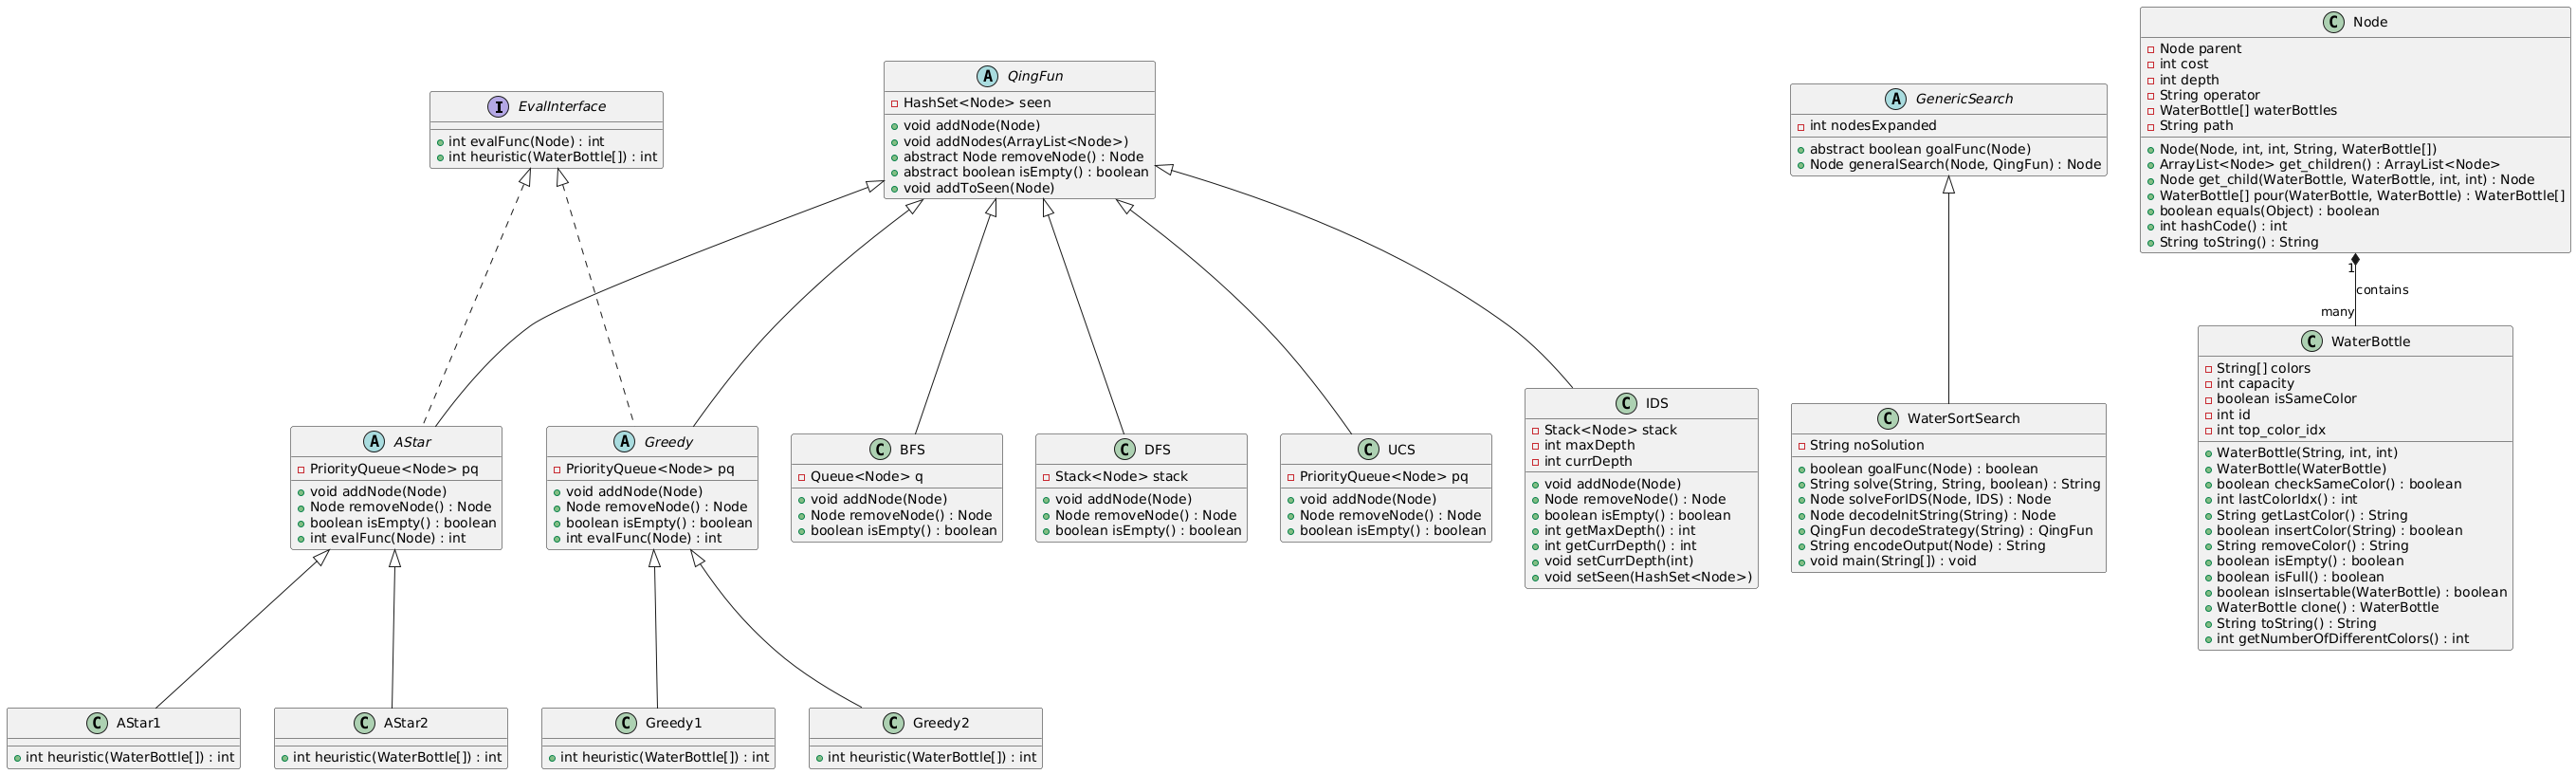 I EvalInterface
int evalFunc(Node) : int
int heuristic(WaterBottle[]) : int
A QingFun
HashSet<Node> seen
void addNode(Node)
void addNodes(ArrayList<Node>)
abstract Node removeNode() : Node
abstract boolean isEmpty() : boolean
void addToSeen(Node)
A GenericSearch
int nodesExpanded
abstract boolean goalFunc(Node)
Node generalSearch(Node, QingFun) : Node
C Node
Node parent
int cost
int depth
String operator
WaterBottle[] waterBottles
String path
Node(Node, int, int, String, WaterBottle[])
ArrayList<Node> get_children() : ArrayList<Node>
Node get_child(WaterBottle, WaterBottle, int, int) : Node
WaterBottle[] pour(WaterBottle, WaterBottle) : WaterBottle[]
boolean equals(Object) : boolean
int hashCode() : int
String toString() : String
1
contains
many
A AStar
PriorityQueue<Node> pq
void addNode(Node)
Node removeNode() : Node
boolean isEmpty() : boolean
int evalFunc(Node) : int
A Greedy
PriorityQueue<Node> pq
void addNode(Node)
Node removeNode() : Node
boolean isEmpty() : boolean
int evalFunc(Node) : int
C BFS
Queue<Node> q
void addNode(Node)
Node removeNode() : Node
boolean isEmpty() : boolean
C DFS
Stack<Node> stack
void addNode(Node)
Node removeNode() : Node
boolean isEmpty() : boolean
C UCS
PriorityQueue<Node> pq
void addNode(Node)
Node removeNode() : Node
boolean isEmpty() : boolean
C IDS
Stack<Node> stack
int maxDepth
int currDepth
void addNode(Node)
Node removeNode() : Node
boolean isEmpty() : boolean
int getMaxDepth() : int
int getCurrDepth() : int
void setCurrDepth(int)
void setSeen(HashSet<Node>)
C WaterSortSearch
String noSolution
boolean goalFunc(Node) : boolean
String solve(String, String, boolean) : String
Node solveForIDS(Node, IDS) : Node
Node decodeInitString(String) : Node
QingFun decodeStrategy(String) : QingFun
String encodeOutput(Node) : String
void main(String[]) : void
C WaterBottle
String[] colors
int capacity
boolean isSameColor
int id
int top_color_idx
WaterBottle(String, int, int)
WaterBottle(WaterBottle)
boolean checkSameColor() : boolean
int lastColorIdx() : int
String getLastColor() : String
boolean insertColor(String) : boolean
String removeColor() : String
boolean isEmpty() : boolean
boolean isFull() : boolean
boolean isInsertable(WaterBottle) : boolean
WaterBottle clone() : WaterBottle
String toString() : String
int getNumberOfDifferentColors() : int
C AStar1
int heuristic(WaterBottle[]) : int
C AStar2
int heuristic(WaterBottle[]) : int
C Greedy1
int heuristic(WaterBottle[]) : int
C Greedy2
int heuristic(WaterBottle[]) : int